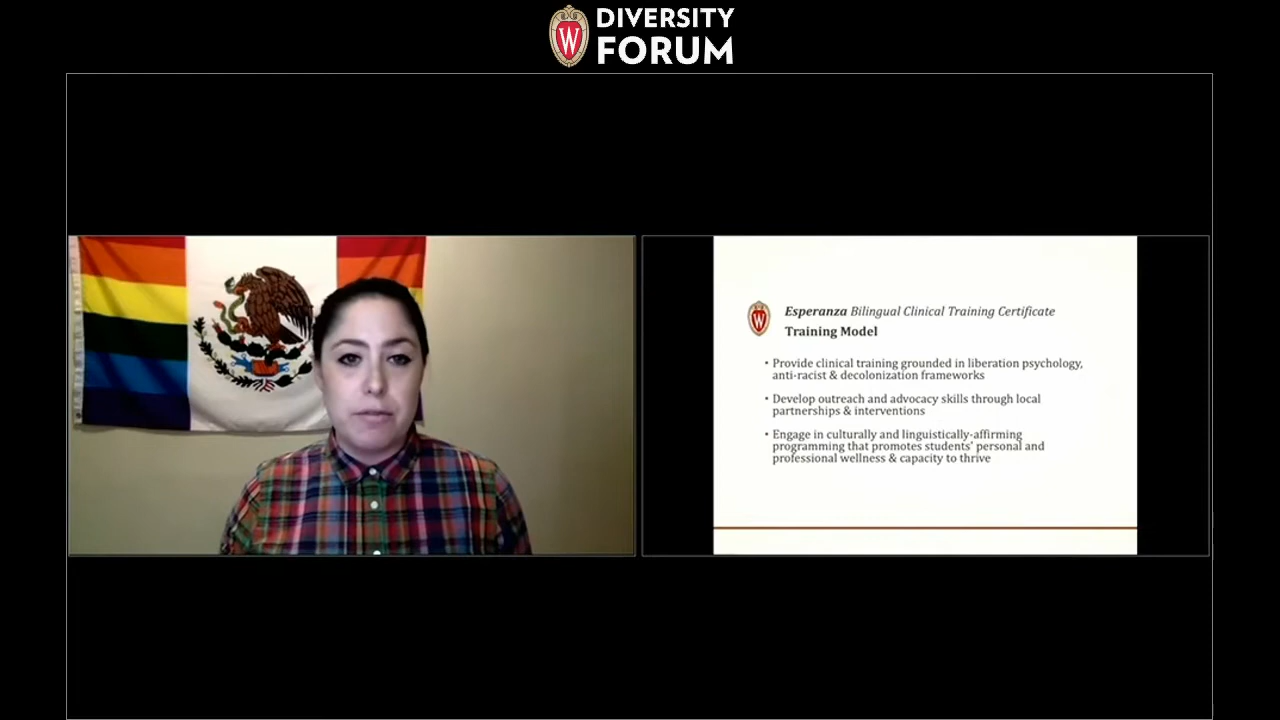 DIVERSITY
FORUM
W
W
Esperanza Bilingual Clinical Training Certificate
Training Model
• Provide clinical training grounded in liberation psychology,
anti-racist & decolonization frameworks
• Develop outreach and advocacy skills through local
partnerships & interventions
• Engage in culturally and linguistically-affirming
programming that promotes students' personal and
professional wellness & capacity to thrive